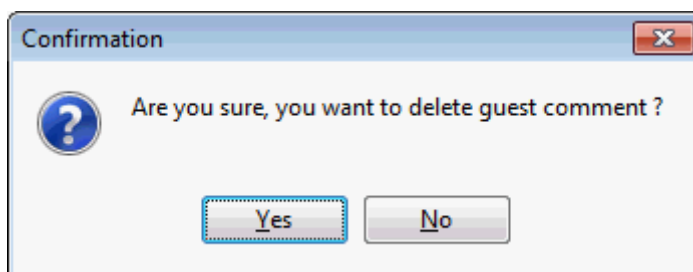 Confirmation
Are you sure, you want to delete guest comment ?
Yes
No